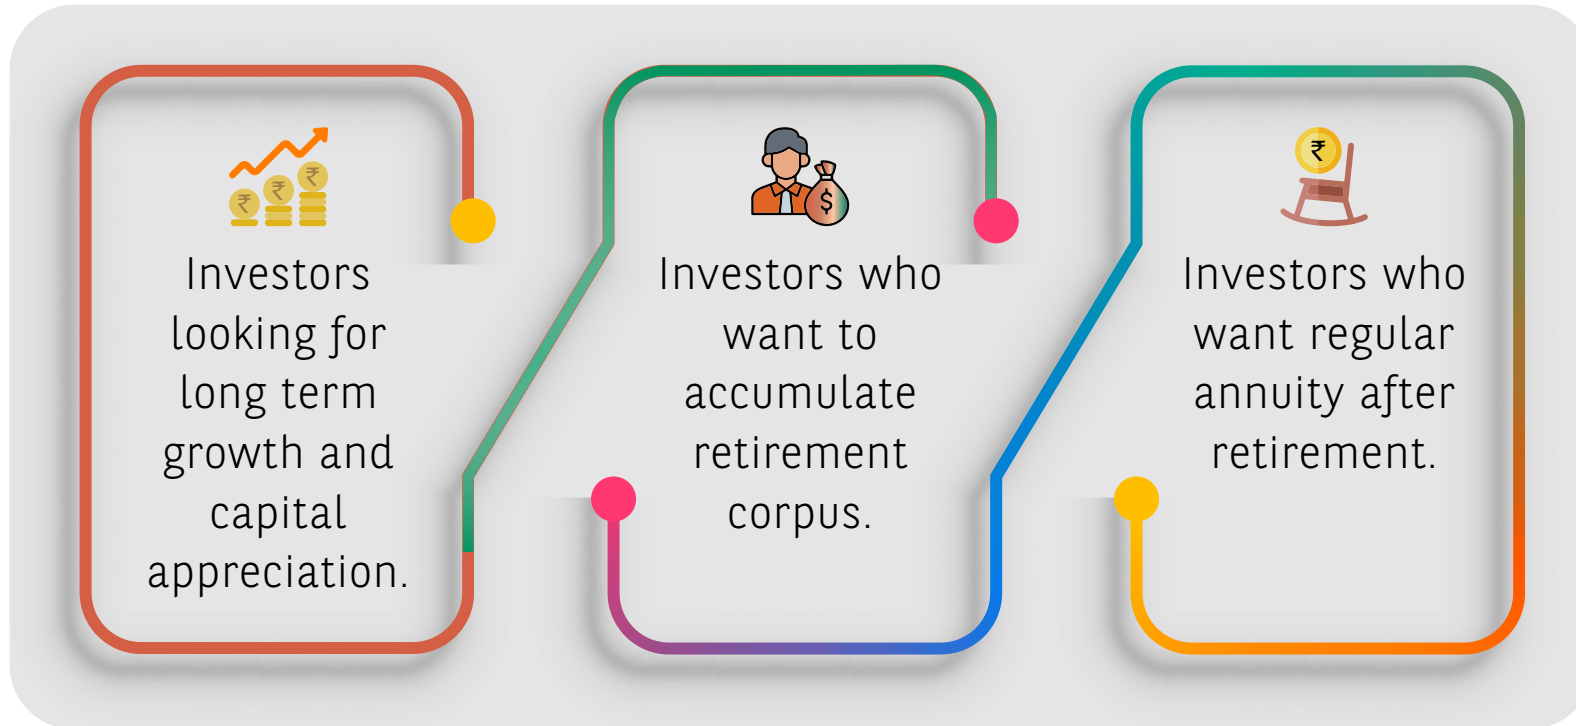 ₹
₹
₹
Investors
looking for
long term
growth and
capital
appreciation.
$
Investors who
want to
accumulate
retirement
corpus.
₹
Investors who
want regular
annuity after
retirement.